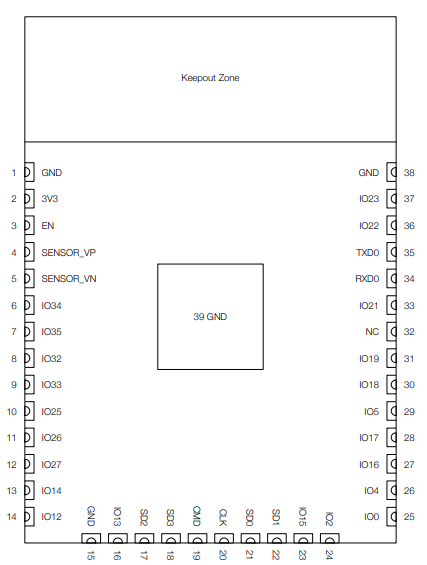 Keepout Zone
1 GND GND 38
2 3V3 IO23 37
3 EN IO22 36
4 SENSOR_VP TXD0 35
5 SENSOR_VN RXD0 34
6 IO34 IO21 33
39 GND
7 IO35 NC 32
8 IO32 IO19 31
9 IO33 IO18 30
10 IO25 IO5 29
11 IO26 IO17 28
12 IO27 IO16 27
13 IO14 IO4 26
14 IO12 IO0 25
GND 15
IO13 16
SD2 17
SD3 18
CMD 19
CLK 20
SD0 21
SD1 22
IO15 23
IO2 24